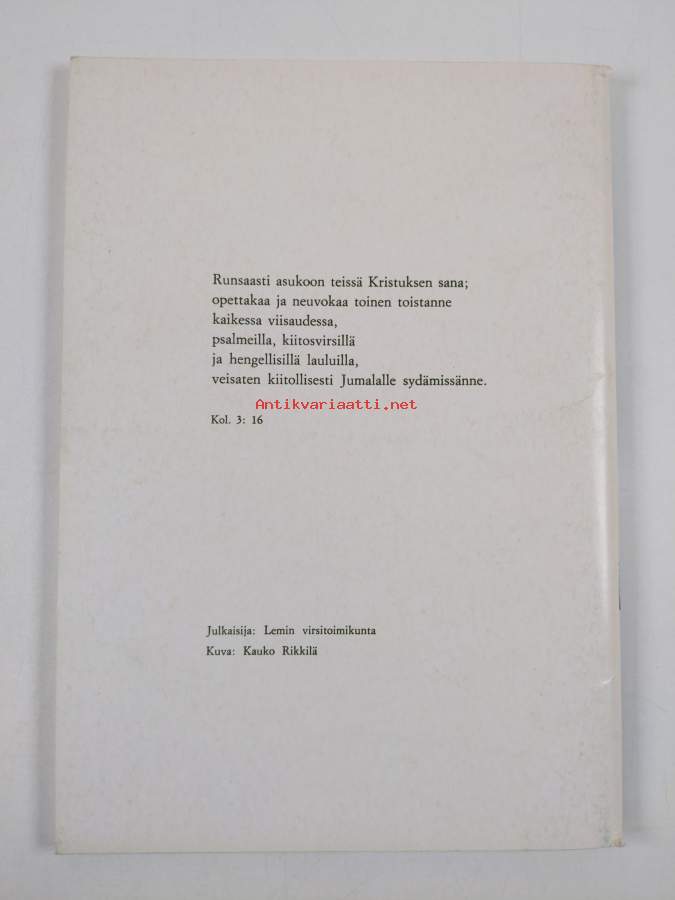 Runsaasti asukoon teissä Kristuksen sana;
opettakaa ja neuvokaa toinen toistanne
kaikessa viisaudessa,
psalmeilla, kiitosvirsillä
ja hengellisillä lauluilla,
veisaten kiitollisesti Jumalalle sydämissänne.
Antikvariaatti.net
Kol. 3: 16
Julkaisija: Lemin virsitoimikunta
Kuva: Kauko Rikkilä